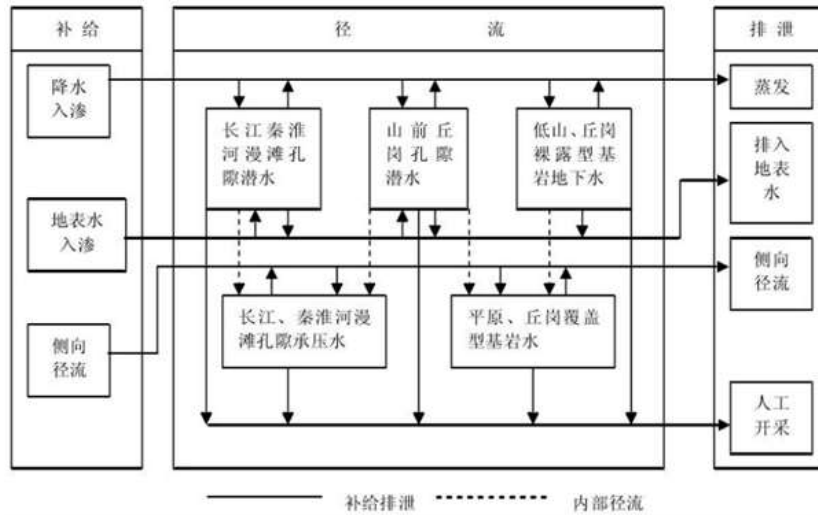 补给
径流
排泄
降水
入渗
地表水
入渗
侧向
径流
长江秦淮
河漫滩孔
隙潜水
山前丘
岗孔隙
潜水
低山、丘岗
裸露型基
岩地下水
长江、秦淮河漫
滩孔隙承压水
平原、丘岗覆盖
型基岩水
蒸发
排入
地表
水
侧向
径流
人工
开采
补给排泄
内部径流